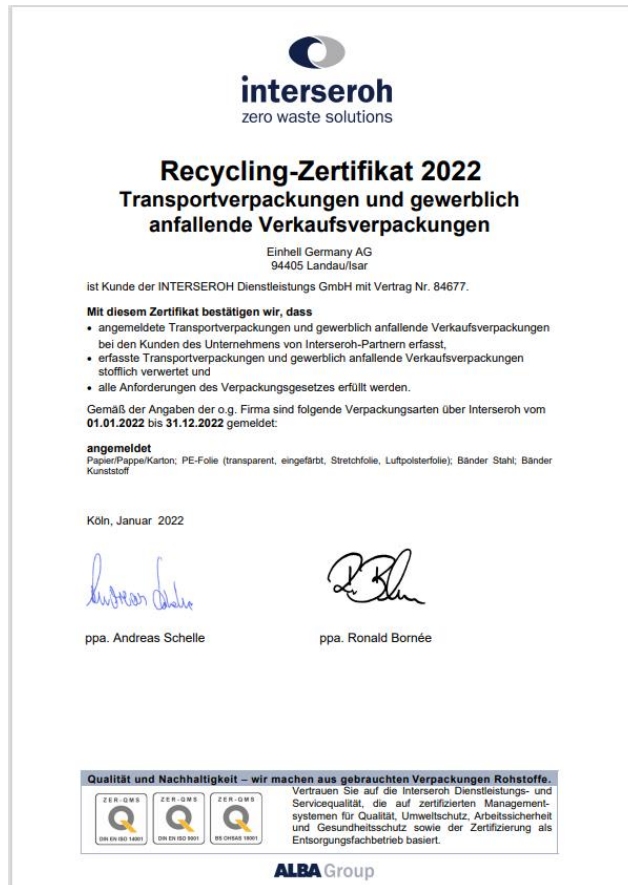 interseroh
zero waste solutions
Recycling-Zertifikat 2022
Transportverpackungen und gewerblich
anfallende Verkaufsverpackungen
Einhell Germany AG
94405 Landau/Isar
ist Kunde der INTERSEROH Dienstleistungs GmbH mit Vertrag Nr. 84677.
Mit diesem Zertifikat bestätigen wir, dass
• angemeldete Transportverpackungen und gewerblich anfallende Verkaufsverpackungen
bei den Kunden des Unternehmens von Interseroh-Partnern erfasst,
• erfasste Transportverpackungen und gewerblich anfallende Verkaufsverpackungen
stofflich verwertet und
• alle Anforderungen des Verpackungsgesetzes erfüllt werden.
Gemäß der Angaben der o.g. Firma sind folgende Verpackungsarten über Interseroh vom
01.01.2022 bis 31.12.2022 gemeldet:
angemeldet
Papier/Pappe/Karton; PE-Folie (transparent, eingefärbt, Stretchfolie, Luftpolsterfolie); Bänder Stahl; Bänder
Kunststoff
Köln, Januar 2022
ppa. Andreas Schelle
ppa. Ronald Bornée
Qualität und Nachhaltigkeit – wir machen aus gebrauchten Verpackungen Rohstoffe.
ZER-QMS
DIN EN ISO 14001
ZER-QMS
DIN EN ISO 9001
ZER-QMS
BS OHSAS 18001
Vertrauen Sie auf die Interseroh Dienstleistungs- und
Servicequalität, die auf zertifizierten Management-
systemen für Qualität, Umweltschutz, Arbeitssicherheit
und Gesundheitsschutz sowie der Zertifizierung als
Entsorgungsfachbetrieb basiert.
ALBA Group